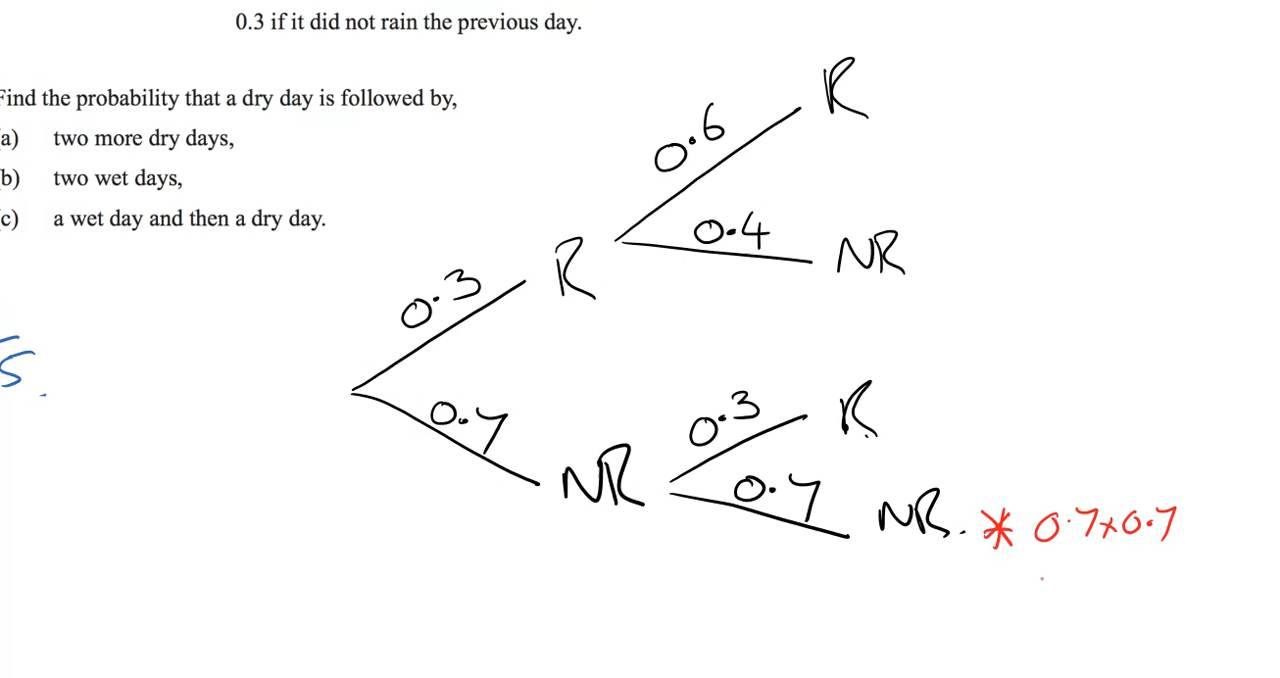 0.3 if it did not rain the previous day.
Find the probability that a dry day is followed by,
a) two more dry days,
b) two wet days,
c) a wet day and then a dry day.
R
0.6
0.4
NR
R
0.3
5.
0.7
NR
0.3
R
0.7
NR. * 0.7x0.7